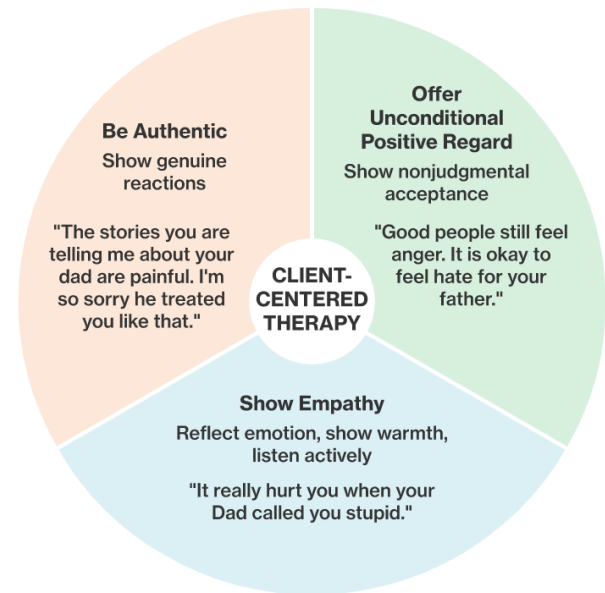 Be Authentic
Show genuine
reactions
"The stories you are
telling me about your
dad are painful. I'm
so sorry he treated
you like that."
Offer
Unconditional
Positive Regard
Show nonjudgmental
acceptance
"Good people still feel
anger. It is okay to
feel hate for your
father."
CLIENT-
CENTERED
THERAPY
Show Empathy
Reflect emotion, show warmth,
listen actively
"It really hurt you when your
Dad called you stupid."